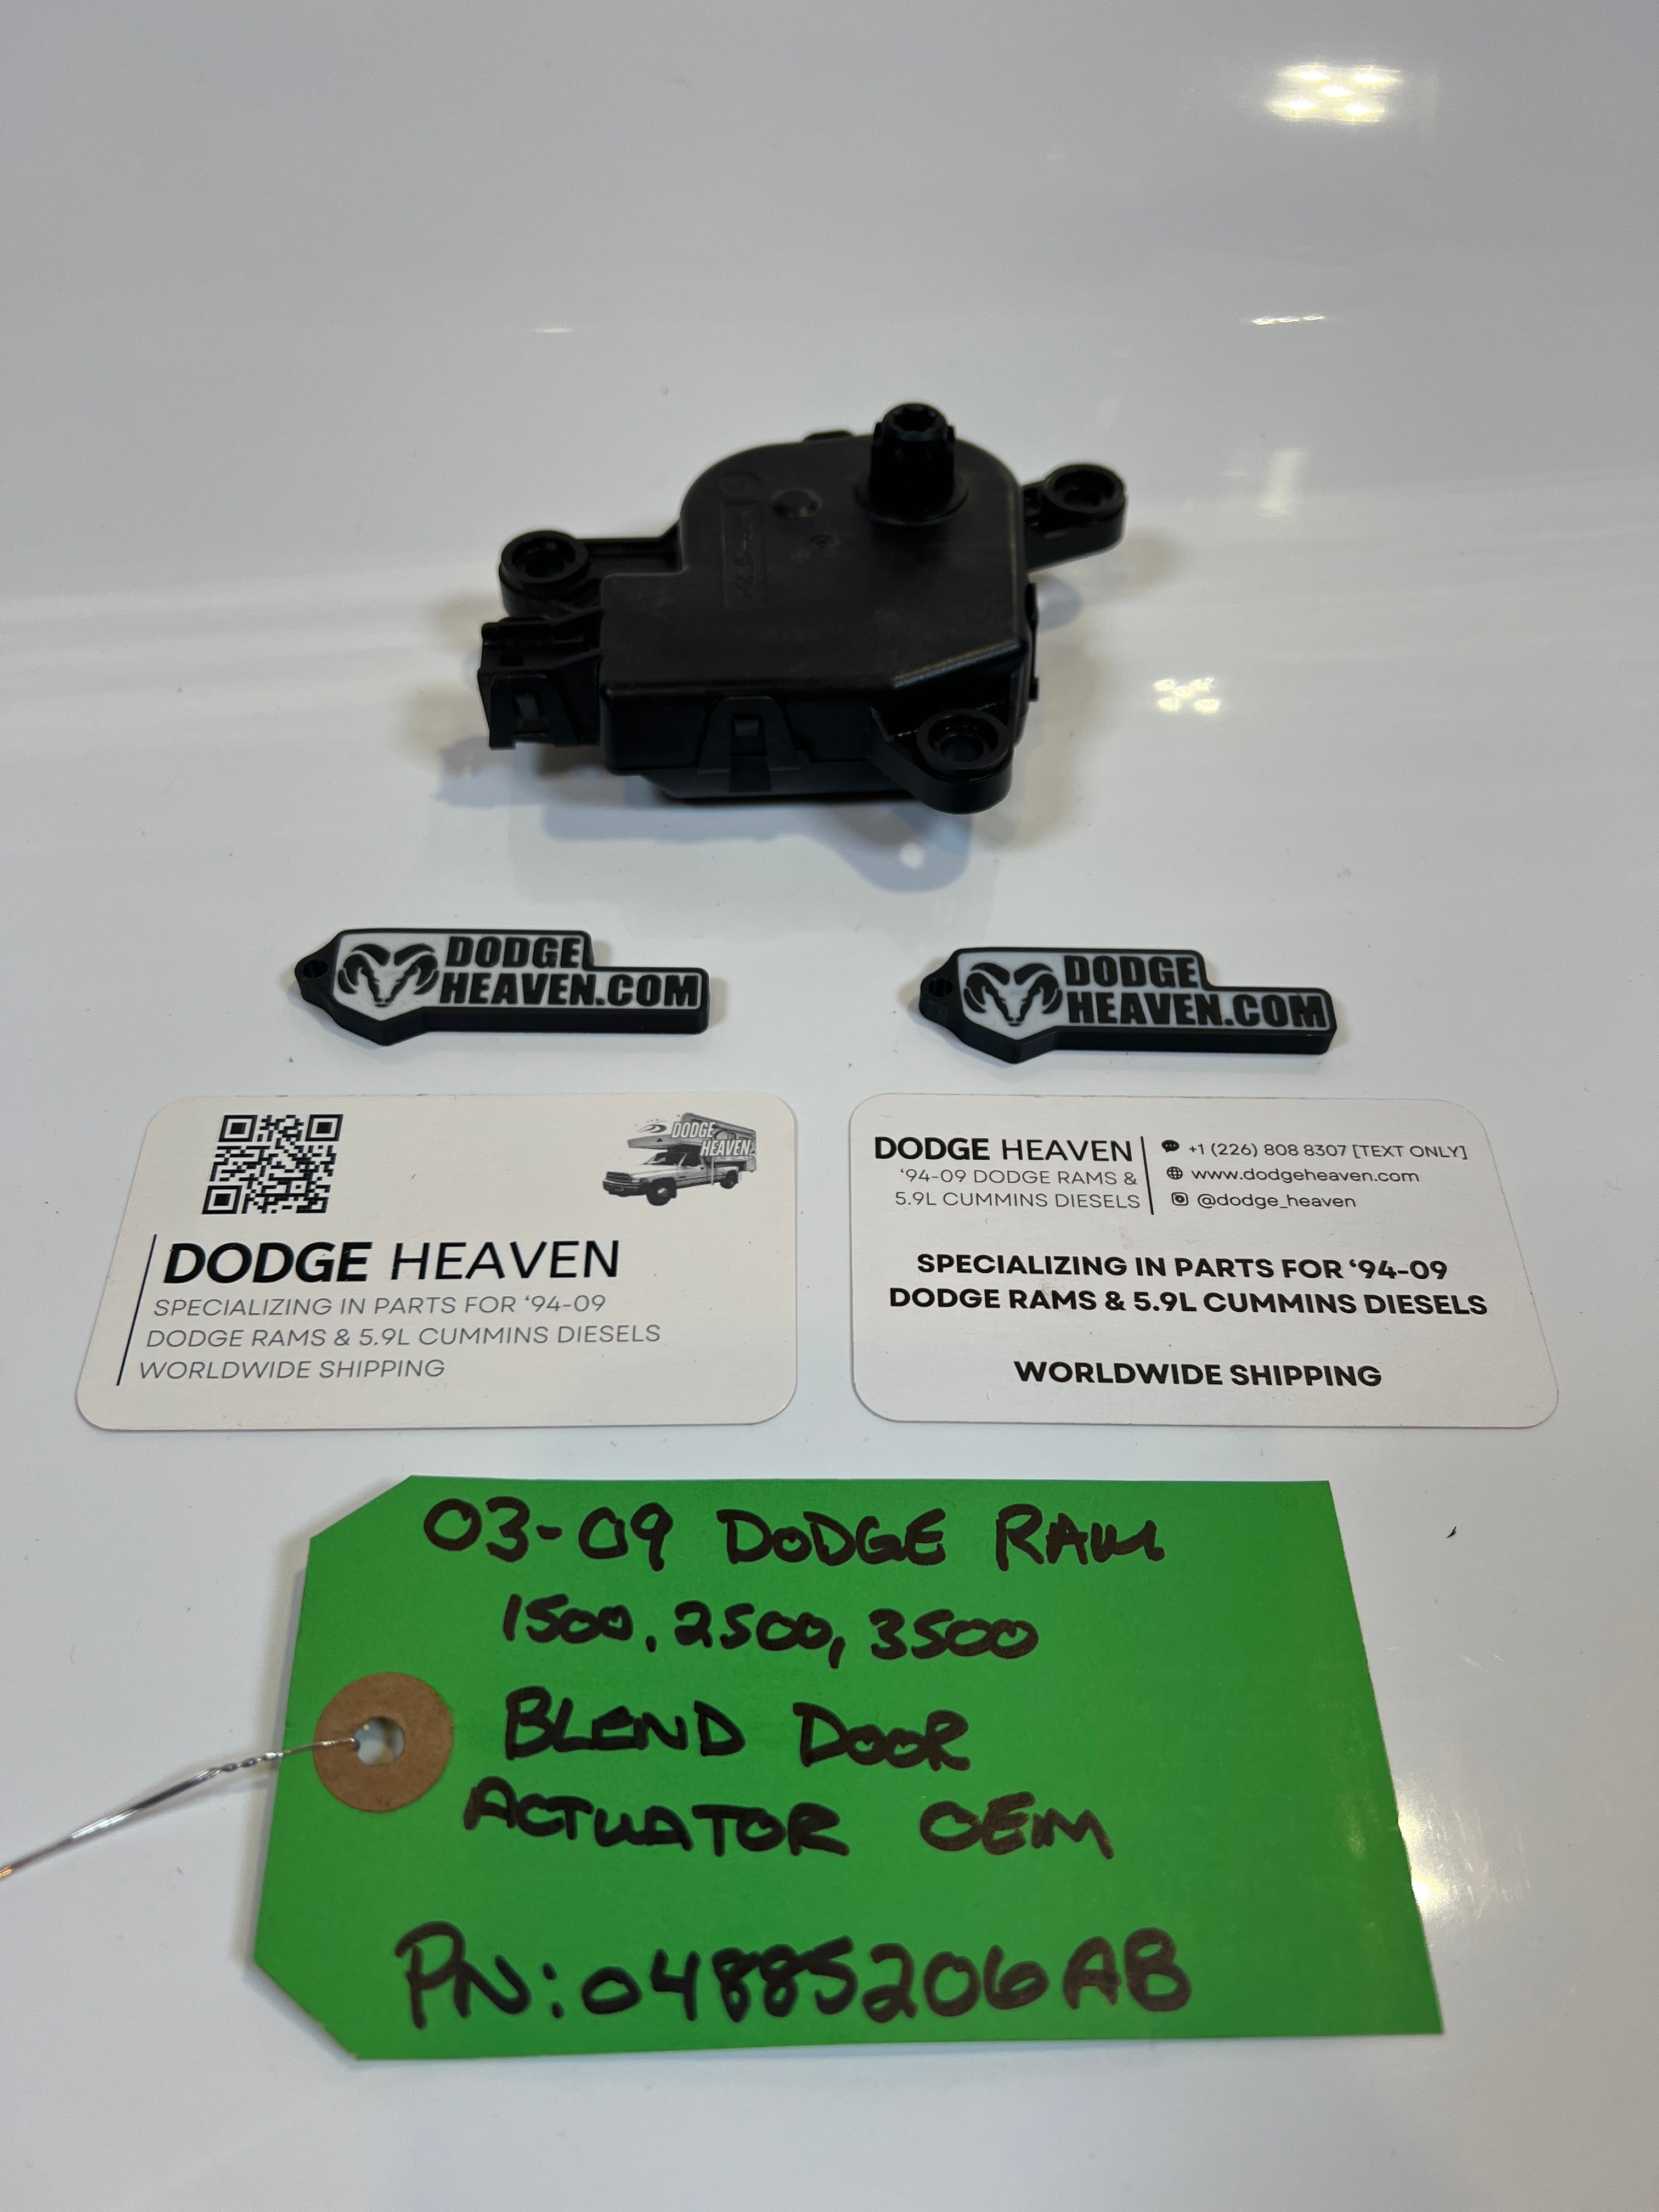 DODGE
HEAVEN.COM
DODGE
HEAVEN.COM
DODGE
HEAVEN
DODGE HEAVEN
SPECIALIZING IN PARTS FOR ‘94-09
DODGE RAMS & 5.9L CUMMINS DIESELS
WORLDWIDE SHIPPING
DODGE HEAVEN
‘94-09 DODGE RAMS &
5.9L CUMMINS DIESELS
+1 (226) 808 8307 [TEXT ONLY]
www.dodgeheaven.com
@dodge_heaven
SPECIALIZING IN PARTS FOR ‘94-09
DODGE RAMS & 5.9L CUMMINS DIESELS
WORLDWIDE SHIPPING
03-09 DODGE RAM
1500, 2500, 3500
BLEND DOOR
ACTUATOR OEM
PN: 04885206AB